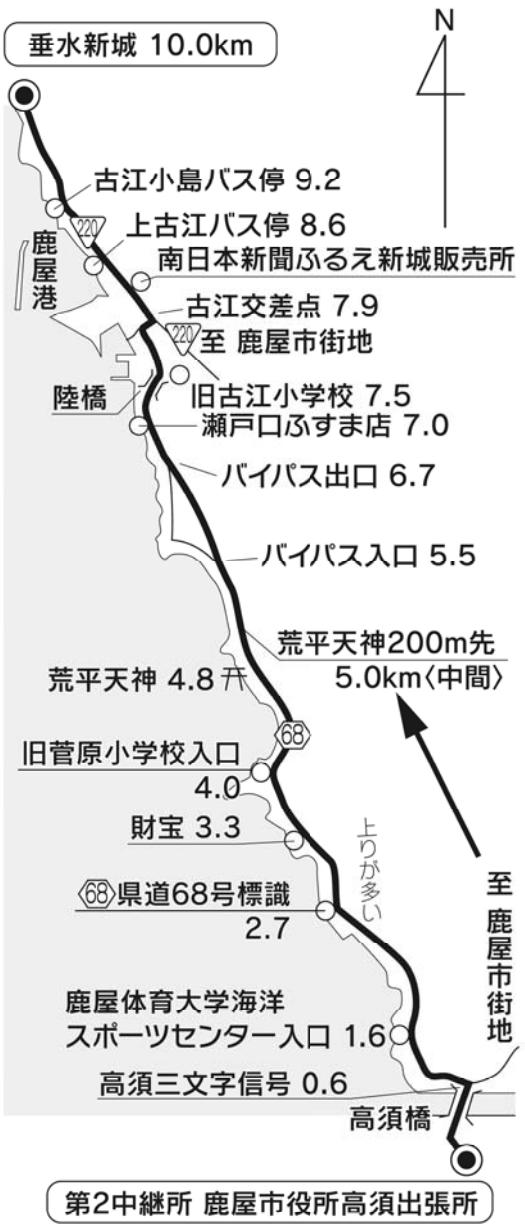 N
垂水新城 10.0km
古江小島バス停 9.2
220
上古江バス停 8.6
鹿屋港
南日本新聞ふるえ新城販売所
古江交差点 7.9
220
至 鹿屋市街地
陸橋
旧古江小学校 7.5
瀬戸口ふすま店 7.0
バイパス出口 6.7
バイパス入口 5.5
荒平天神200m先
5.0km〈中間〉
荒平天神 4.8
68
旧菅原小学校入口
4.0
財宝 3.3
上りが多い
68県道68号標識
2.7
至 鹿屋市街地
鹿屋体育大学海洋
スポーツセンター入口 1.6
高須三文字信号 0.6
高須橋
第2中継所 鹿屋市役所高須出張所